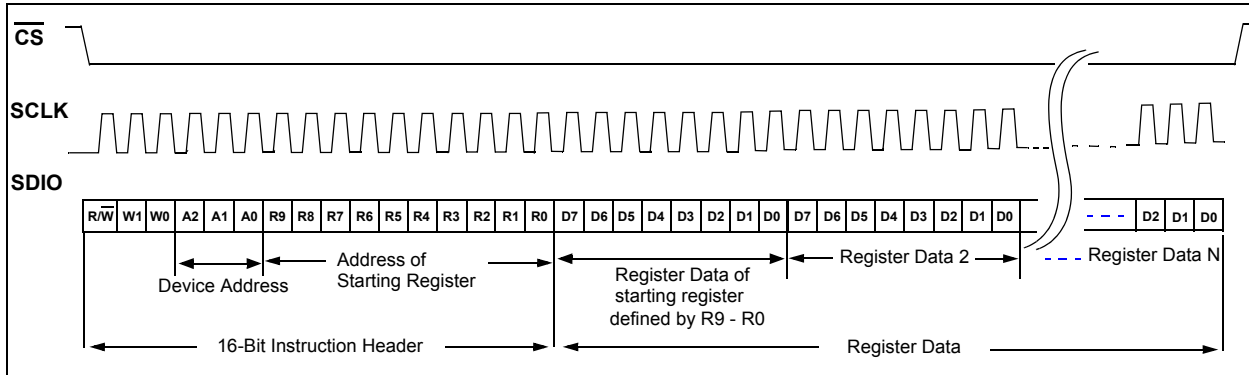 CS
SCLK
SDIO
R/W W1 W0 A2 A1 A0 R9 R8 R7 R6 R5 R4 R3 R2 R1 R0 D7 D6 D5 D4 D3 D2 D1 D0 D7 D6 D5 D4 D3 D2 D1 D0 D2 D1 D0
Device Address
Address of
Starting Register
Register Data of
starting register
defined by R9 - R0
Register Data 2
Register Data N
16-Bit Instruction Header
Register Data